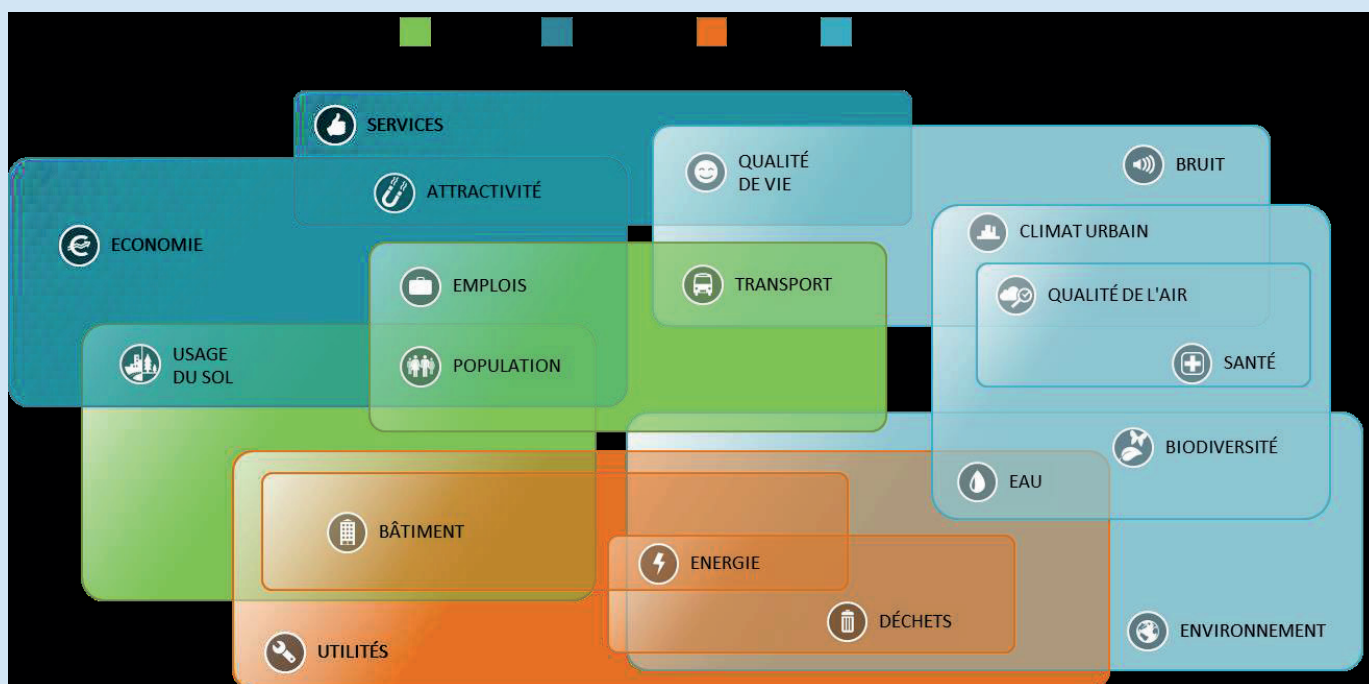 SERVICES
QUALITÉ
DE VIE
BRUIT
ATTRACTIVITÉ
ECONOMIE
CLIMAT URBAIN
EMPLOIS
TRANSPORT
QUALITÉ DE L'AIR
USAGE
DU SOL
POPULATION
SANTÉ
BIODIVERSITÉ
EAU
BÂTIMENT
ENERGIE
DÉCHETS
ENVIRONNEMENT
UTILITÉS